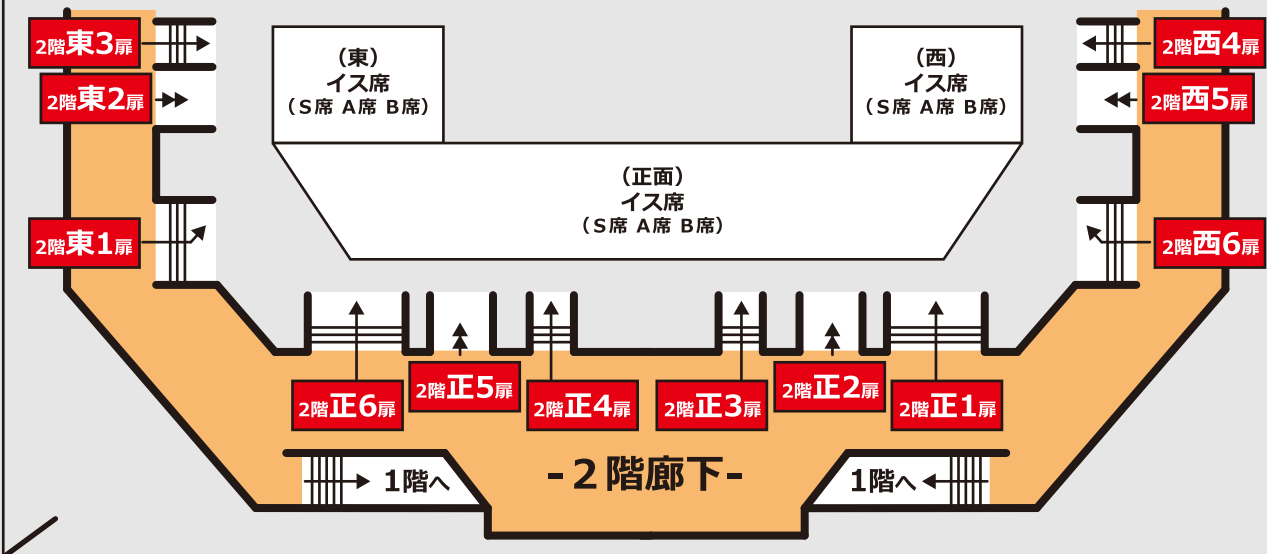 2階東3扉
2階西4扉
(東)
イス席
(S席 A席 B席)
(西)
イス席
(S席 A席 B席)
2階東2扉
2階西5扉
(正面)
イス席
(S席 A席 B席)
2階東1扉
2階西6扉
2階正6扉
2階正5扉
2階正4扉
2階正3扉
2階正2扉
2階正1扉
1階へ
-2階廊下-
1階へ